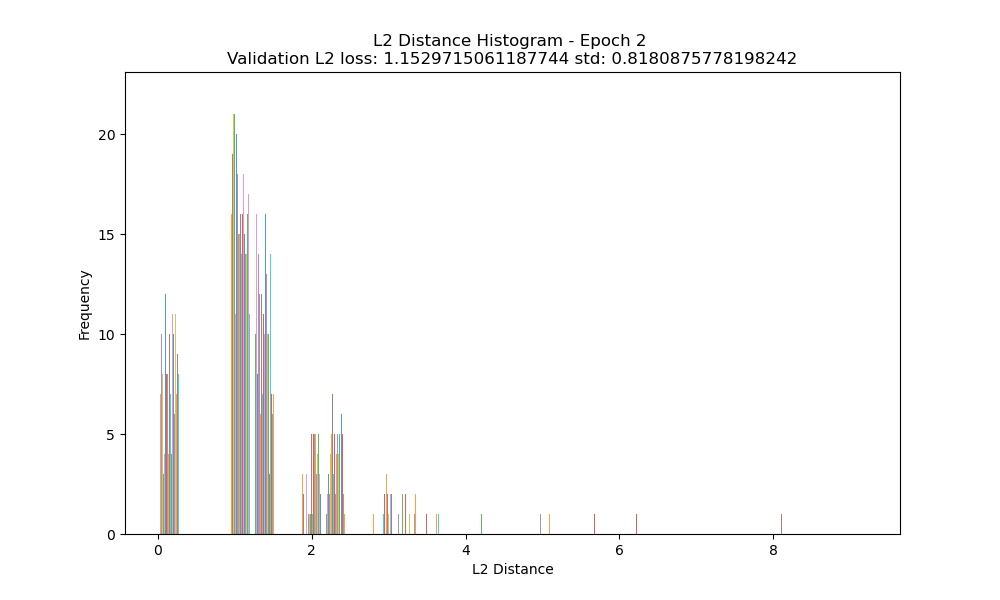 L2 Distance Histogram - Epoch 2
Validation L2 loss: 1.1529715061187744 std: 0.8180875778198242
20
15
10
5
0
Frequency
0 2 4 6 8
L2 Distance